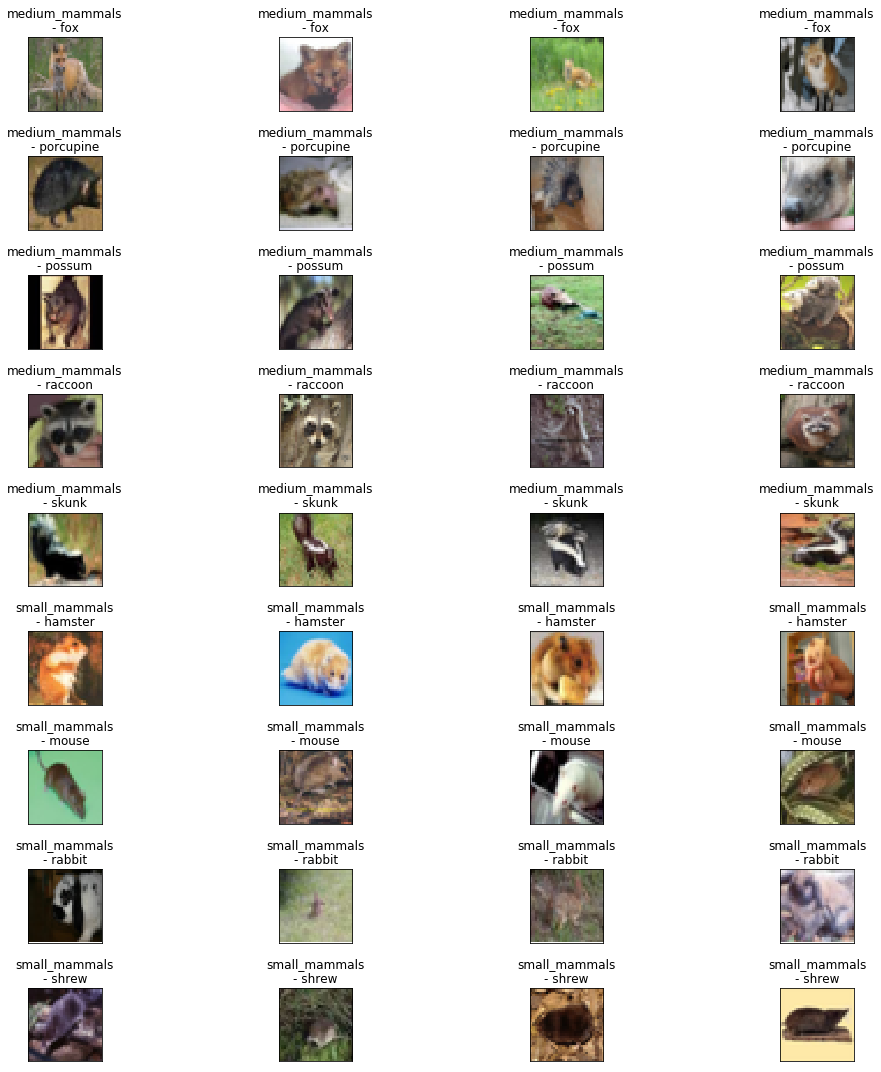 medium_mammals
- fox
medium_mammals
- fox
medium_mammals
- fox
medium_mammals
- fox
medium_mammals
- porcupine
medium_mammals
- porcupine
medium_mammals
- porcupine
medium_mammals
- porcupine
medium_mammals
- possum
medium_mammals
- possum
medium_mammals
- possum
medium_mammals
- possum
medium_mammals
- raccoon
medium_mammals
- raccoon
medium_mammals
- raccoon
medium_mammals
- raccoon
medium_mammals
- skunk
medium_mammals
- skunk
medium_mammals
- skunk
medium_mammals
- skunk
small_mammals
- hamster
small_mammals
- hamster
small_mammals
- hamster
small_mammals
- hamster
small_mammals
- mouse
small_mammals
- mouse
small_mammals
- mouse
small_mammals
- mouse
small_mammals
- rabbit
small_mammals
- rabbit
small_mammals
- rabbit
small_mammals
- rabbit
small_mammals
- shrew
small_mammals
- shrew
small_mammals
- shrew
small_mammals
- shrew